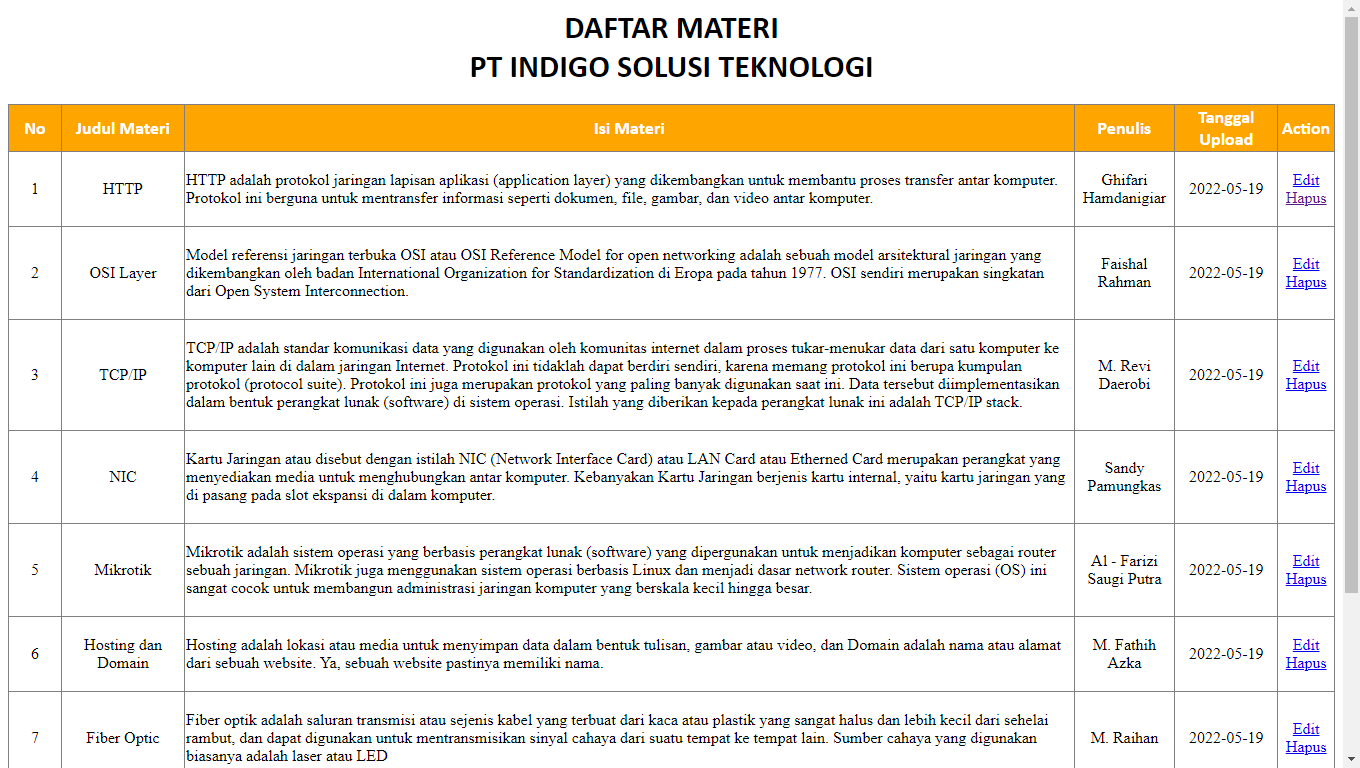 DAFTAR MATERI
PT INDIGO SOLUSI TEKNOLOGI
No Judul Materi Isi Materi Penulis Tanggal Upload Action
1 HTTP HTTP adalah protokol jaringan lapisan aplikasi (application layer) yang dikembangkan untuk membantu proses transfer antar komputer.
Protokol ini berguna untuk mentransfer informasi seperti dokumen, file, gambar, dan video antar komputer.
Ghifari
Hamdanigiar
2022-05-19
Edit
Hapus
2 OSI Layer Model referensi jaringan terbuka OSI atau OSI Reference Model for open networking adalah sebuah model arsitektural jaringan yang
dikembangkan oleh badan International Organization for Standardization di Eropa pada tahun 1977. OSI sendiri merupakan singkatan
dari Open System Interconnection.
Faishal
Rahman
2022-05-19
Edit
Hapus
3 TCP/IP TCP/IP adalah standar komunikasi data yang digunakan oleh komunitas internet dalam proses tukar-menukar data dari satu komputer ke
komputer lain di dalam jaringan Internet. Protokol ini tidaklah dapat berdiri sendiri, karena memang protokol ini berupa kumpulan
protokol (protocol suite). Protokol ini juga merupakan protokol yang paling banyak digunakan saat ini. Data tersebut diimplementasikan
dalam bentuk perangkat lunak (software) di sistem operasi. Istilah yang diberikan kepada perangkat lunak ini adalah TCP/IP stack.
M. Revi
Daerobi
2022-05-19
Edit
Hapus
4 NIC Kartu Jaringan atau disebut dengan istilah NIC (Network Interface Card) atau LAN Card atau Etherned Card merupakan perangkat yang
menyediakan media untuk menghubungkan antar komputer. Kebanyakan Kartu Jaringan berjenis kartu internal, yaitu kartu jaringan yang
di pasang pada slot ekspansi di dalam komputer.
Sandy
Pamungkas
2022-05-19
Edit
Hapus
5 Mikrotik Mikrotik adalah sistem operasi yang berbasis perangkat lunak (software) yang dipergunakan untuk menjadikan komputer sebagai router
sebuah jaringan. Mikrotik juga menggunakan sistem operasi berbasis Linux dan menjadi dasar network router. Sistem operasi (OS) ini
sangat cocok untuk membangun administrasi jaringan komputer yang berskala kecil hingga besar.
Al - Farizi
Saugi Putra
2022-05-19
Edit
Hapus
6 Hosting dan
Domain
Hosting adalah lokasi atau media untuk menyimpan data dalam bentuk tulisan, gambar atau video, dan Domain adalah nama atau alamat
dari sebuah website. Ya, sebuah website pastinya memiliki nama.
M. Fathih
Azka
2022-05-19
Edit
Hapus
7 Fiber Optic Fiber optik adalah saluran transmisi atau sejenis kabel yang terbuat dari kaca atau plastik yang sangat halus dan lebih kecil dari sehelai
rambut, dan dapat digunakan untuk mentransmisikan sinyal cahaya dari suatu tempat ke tempat lain. Sumber cahaya yang digunakan
biasanya adalah laser atau LED
M. Raihan
2022-05-19
Edit
Hapus